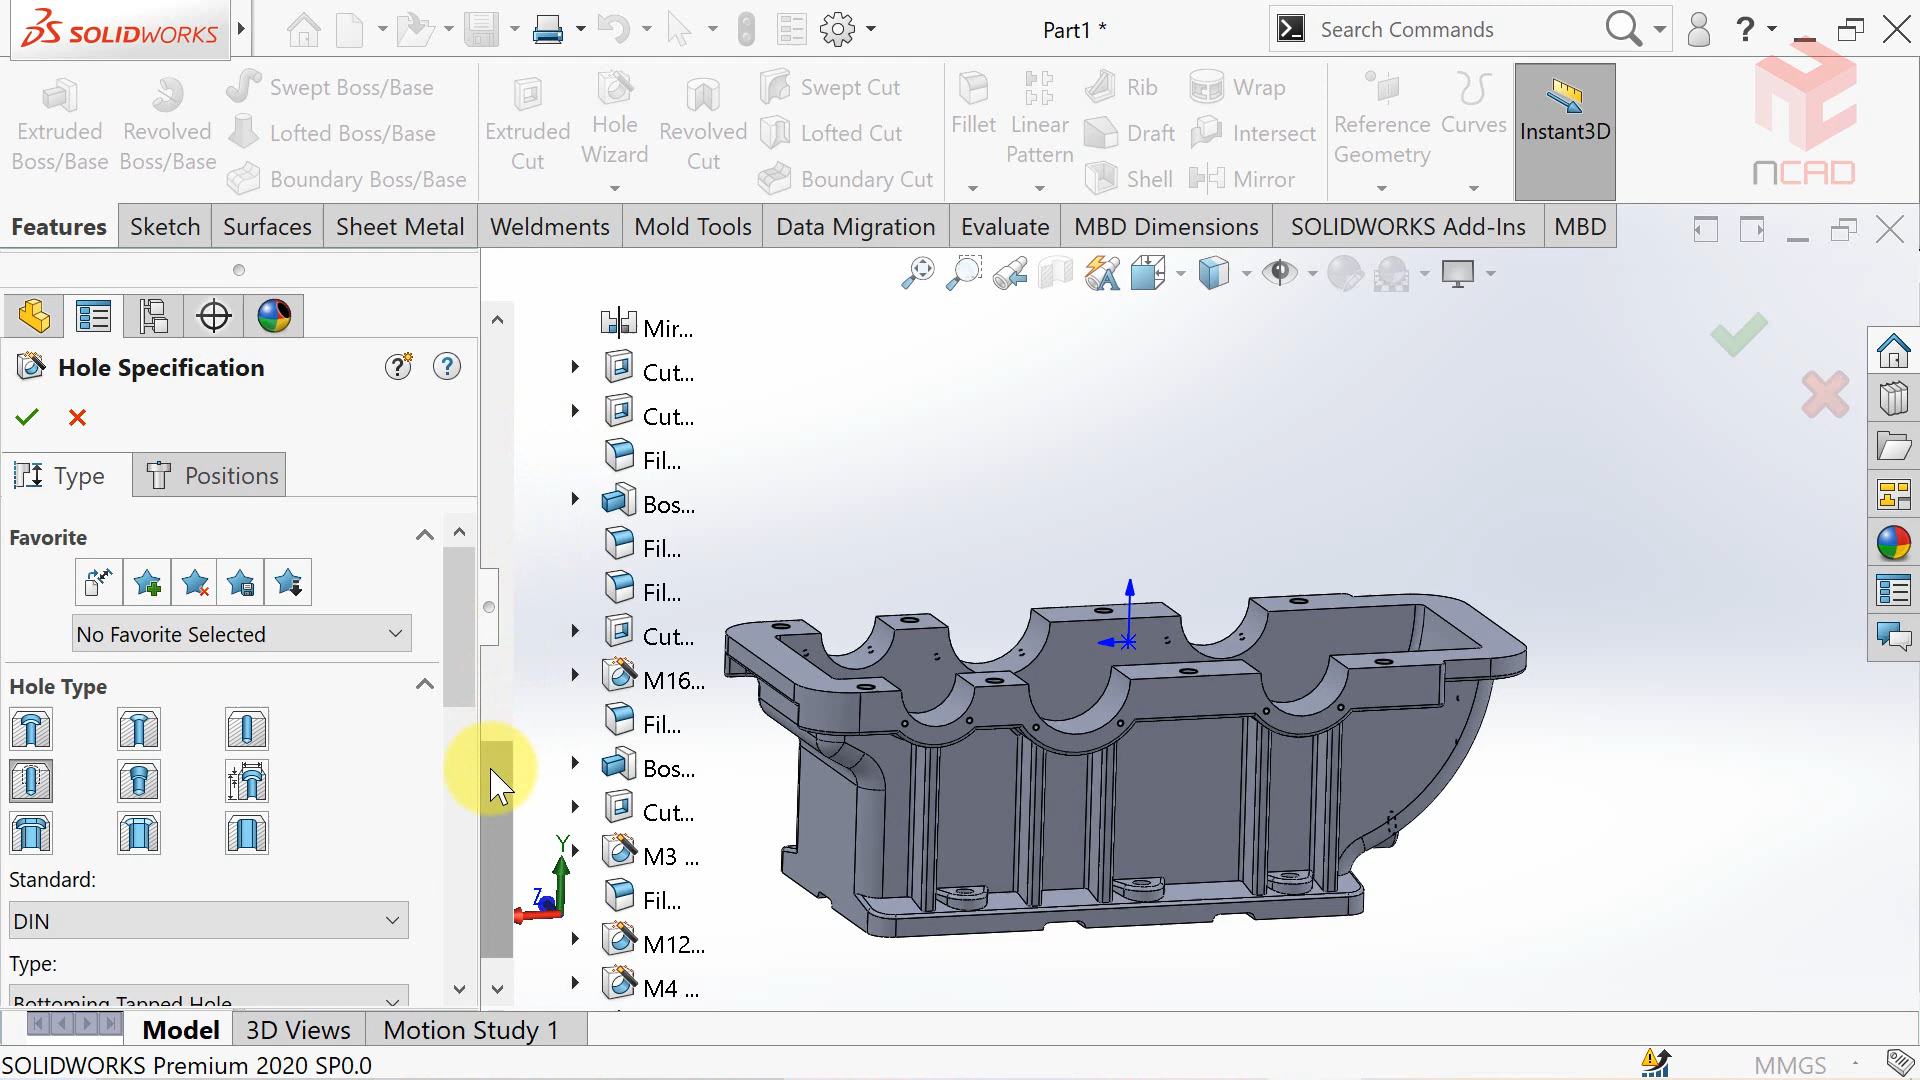 SOLIDWORKS
Part1 *
Search Commands
?
NCAD
Extruded Boss/Base
Revolved Boss/Base
Swept Boss/Base
Lofted Boss/Base
Boundary Boss/Base
Extruded Cut
Hole Wizard
Revolved Cut
Swept Cut
Lofted Cut
Boundary Cut
Fillet
Linear Pattern
Rib
Draft
Shell
Wrap
Intersect
Mirror
Reference Geometry
Curves
Instant3D
Features
Sketch
Surfaces
Sheet Metal
Weldments
Mold Tools
Data Migration
Evaluate
MBD Dimensions
SOLIDWORKS Add-Ins
MBD
Hole Specification
?
?
Type
Positions
Favorite
No Favorite Selected
Hole Type
Standard:
DIN
Type:
Bottoming Tapped Hole
Mir...
Cut...
Cut...
Fil...
Bos...
Fil...
Fil...
Cut...
M16...
Fil...
Bos...
Cut...
M3 ...
Fil...
M12...
M4 ...
Y
Z
Model
3D Views
Motion Study 1
SOLIDWORKS Premium 2020 SP0.0
MMGS